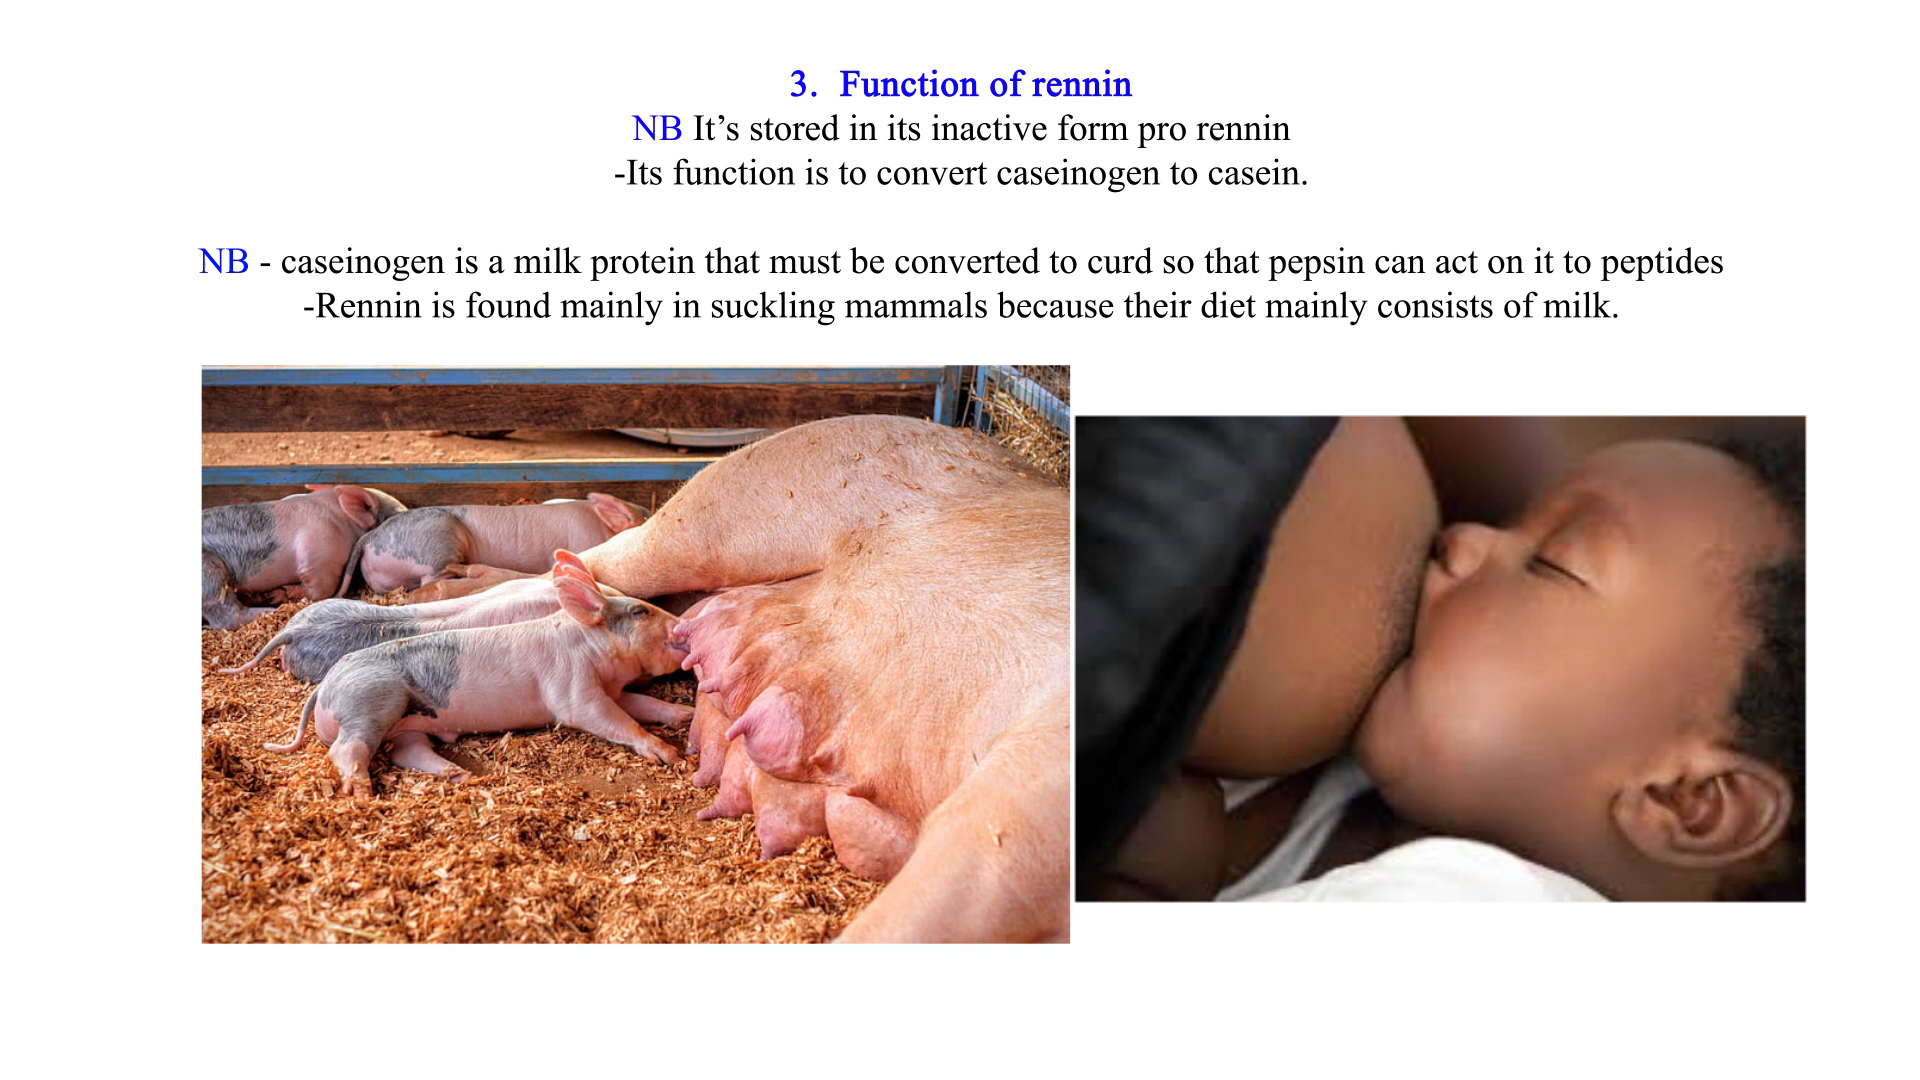 3. Function of rennin
NB It’s stored in its inactive form pro rennin
-Its function is to convert caseinogen to casein.
NB - caseinogen is a milk protein that must be converted to curd so that pepsin can act on it to peptides
-Rennin is found mainly in suckling mammals because their diet mainly consists of milk.